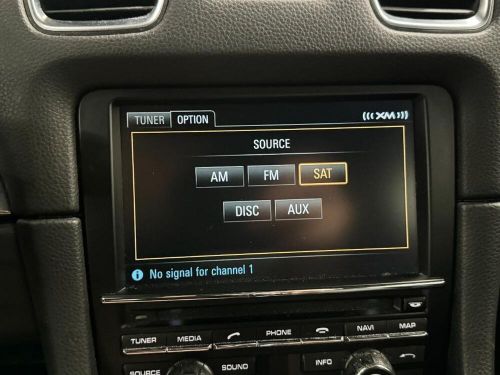 TUNER OPTION (((XM)))
SOURCE
AM FM SAT
DISC AUX
i No signal for channel 1
TUNER MEDIA PHONE NAVI MAP
SOURCE SOUND INFO